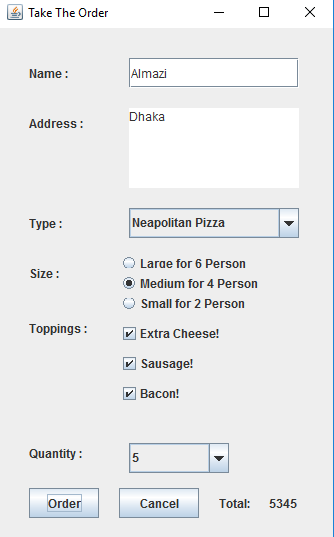 Take The Order
Name : Almazi
Address : Dhaka
Type : Neapolitan Pizza
Size : Large for 6 Person
Medium for 4 Person
Small for 2 Person
Toppings : Extra Cheese!
Sausage!
Bacon!
Quantity : 5
Order Cancel Total: 5345